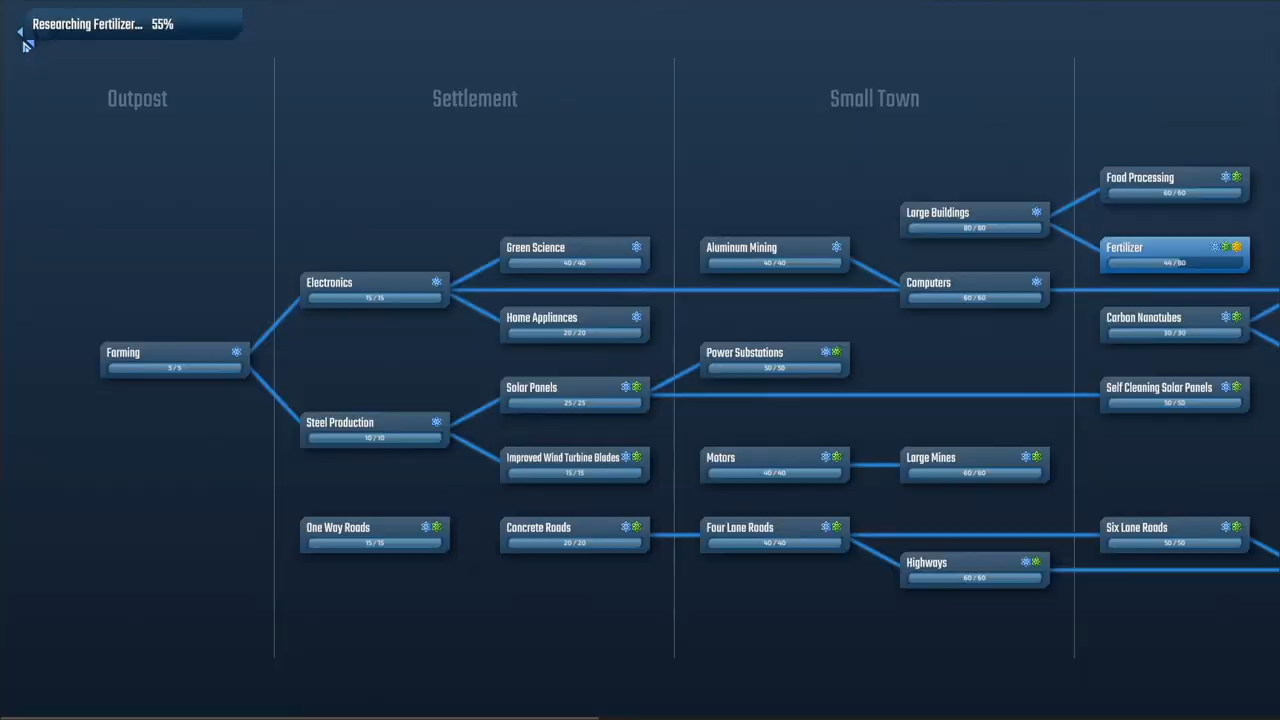 Researching Fertilizer... 55%
Outpost
Settlement
Small Town
Food Processing
60/60
Large Buildings
80/80
Green Science
40/40
Aluminum Mining
40/40
Fertilizer
44/80
Electronics
15/15
Computers
60/60
Home Appliances
20/20
Carbon Nanotubes
30/30
Farming
5/5
Power Substations
50/50
Solar Panels
25/25
Self Cleaning Solar Panels
50/50
Steel Production
10/10
Improved Wind Turbine Blades
15/15
Motors
40/40
Large Mines
60/60
One Way Roads
15/15
Concrete Roads
20/20
Four Lane Roads
40/40
Six Lane Roads
50/50
Highways
60/60